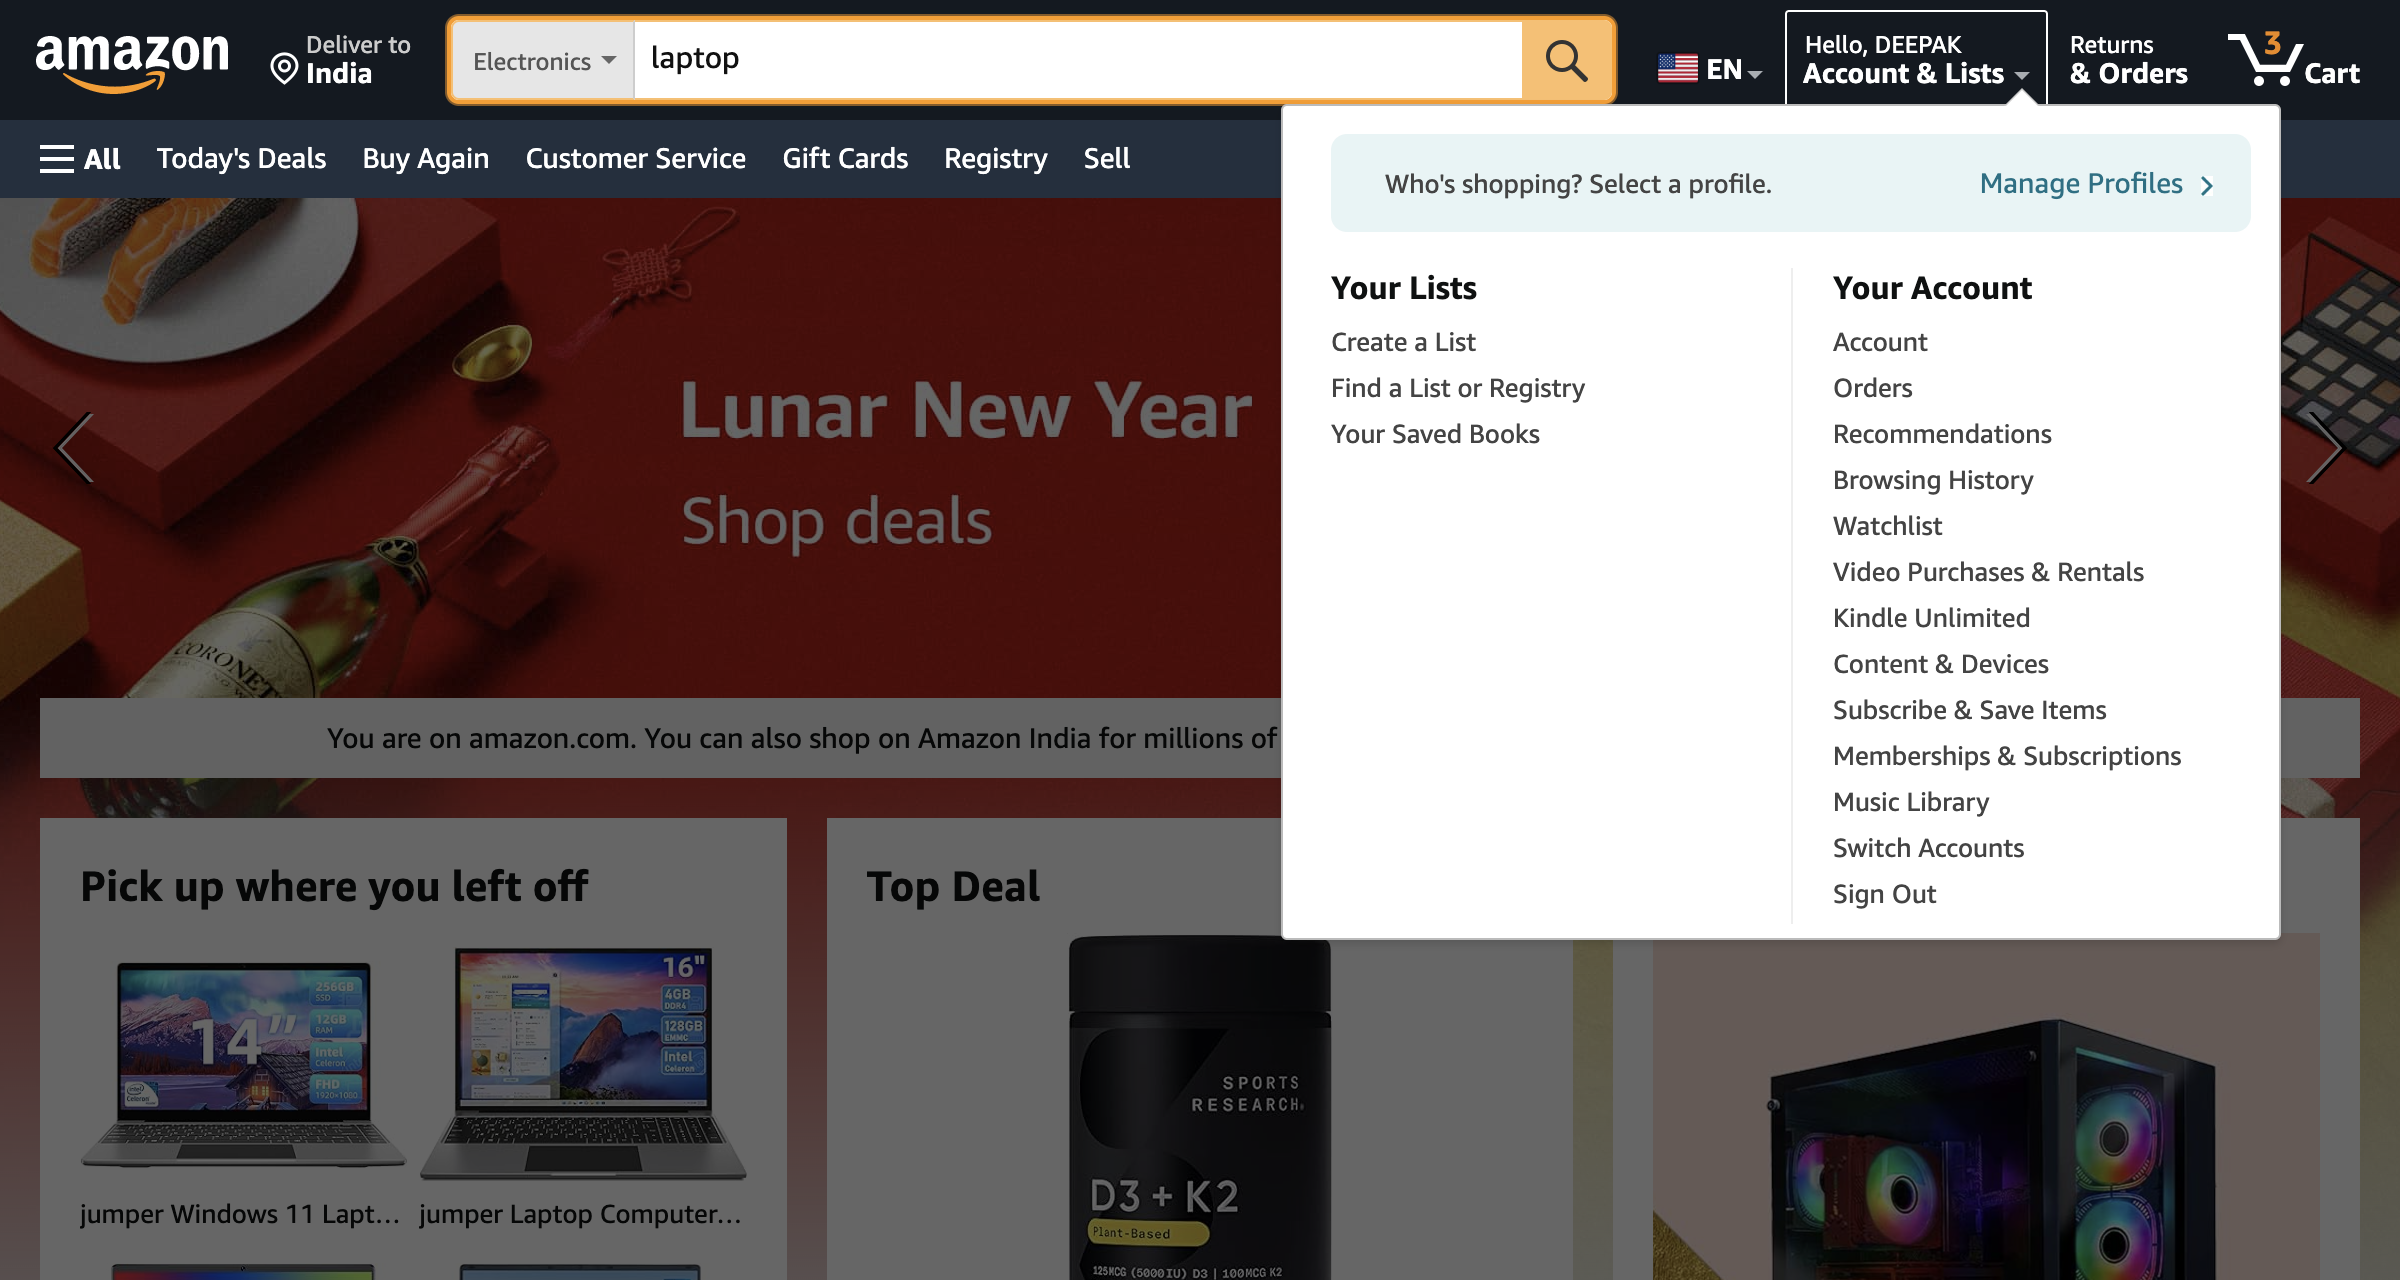 amazon
Deliver to
India
Electronics
laptop
EN
Hello, DEEPAK
Account & Lists
Returns
& Orders
3
Cart
All
Today's Deals
Buy Again
Customer Service
Gift Cards
Registry
Sell
Who's shopping? Select a profile.
Manage Profiles
Your Lists
Create a List
Find a List or Registry
Your Saved Books
Your Account
Account
Orders
Recommendations
Browsing History
Watchlist
Video Purchases & Rentals
Kindle Unlimited
Content & Devices
Subscribe & Save Items
Memberships & Subscriptions
Music Library
Switch Accounts
Sign Out
Lunar New Year
Shop deals
CORONET
You are on amazon.com. You can also shop on Amazon India for millions of
Pick up where you left off
14”
256GB
SSD
12GB
RAM
Intel
Celeron
FHD
1920×1080
intel
Celeron
16"
4GB
DDR4
128GB
EMMC
Intel
Celeron
jumper Windows 11 Lapt...
jumper Laptop Computer...
Top Deal
SPORTS
RESEARCH®
D3 + K2
Plant-Based
125MCG (5000 IU) D3 | 100MCG K2